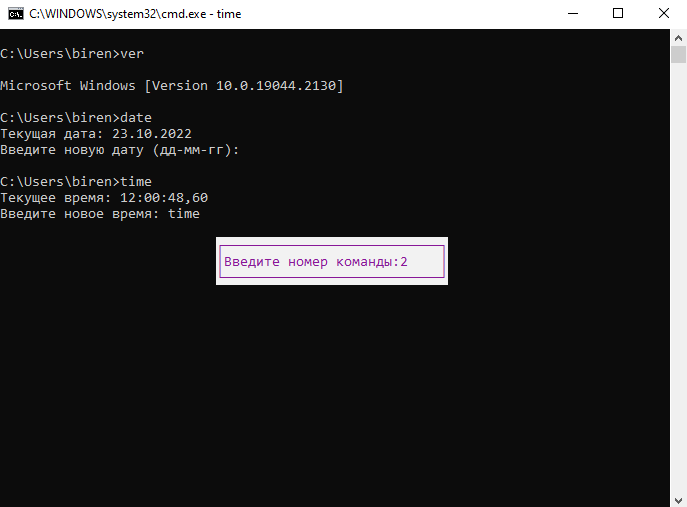 C:\WINDOWS\system32\cmd.exe - time
C:\Users\biren>ver
Microsoft Windows [Version 10.0.19044.2130]
C:\Users\biren>date
Текущая дата: 23.10.2022
Введите новую дату (дд-мм-гг):
C:\Users\biren>time
Текущее время: 12:00:48,60
Введите новое время: time
Введите номер команды:2